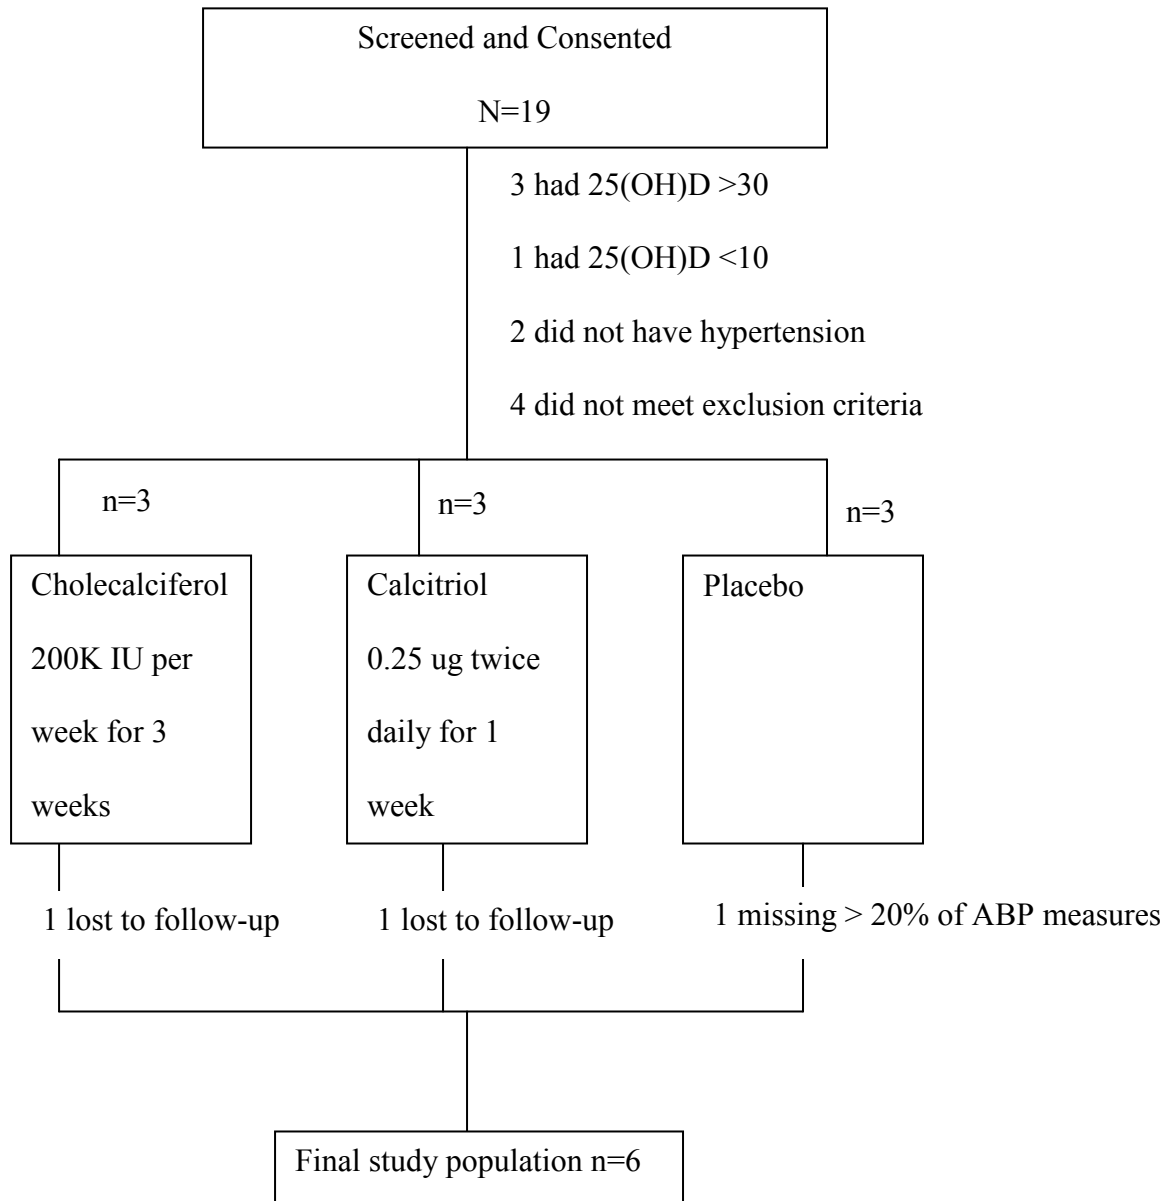 Screened and Consented
N=19
3 had 25(OH)D >30
1 had 25(OH)D <10
2 did not have hypertension
4 did not meet exclusion criteria
n=3
n=3
n=3
Cholecalciferol
200K IU per
week for 3
weeks
Calcitriol
0.25 ug twice
daily for 1
week
Placebo
1 lost to follow-up
1 lost to follow-up
1 missing > 20% of ABP measures
Final study population n=6